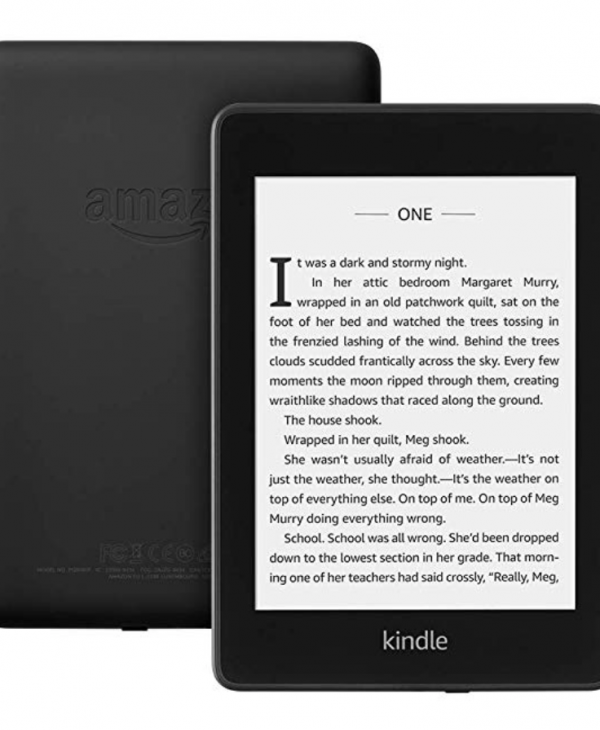 amaz
ONE
It was a dark and stormy night.
In her attic bedroom Margaret Murry,
wrapped in an old patchwork quilt, sat on the
foot of her bed and watched the trees tossing in
the frenzied lashing of the wind. Behind the trees
clouds scudded frantically across the sky. Every few
moments the moon ripped through them, creating
wraithlike shadows that raced along the ground.
The house shook.
Wrapped in her quilt, Meg shook.
She wasn't usually afraid of weather.—It's not
just the weather, she thought.—It's the weather on
top of everything else. On top of me. On top of Meg
Murry doing everything wrong.
School. School was all wrong. She'd been dropped
down to the lowest section in her grade. That morn-
ing one of her teachers had said crossly, “Really, Meg,
kindle